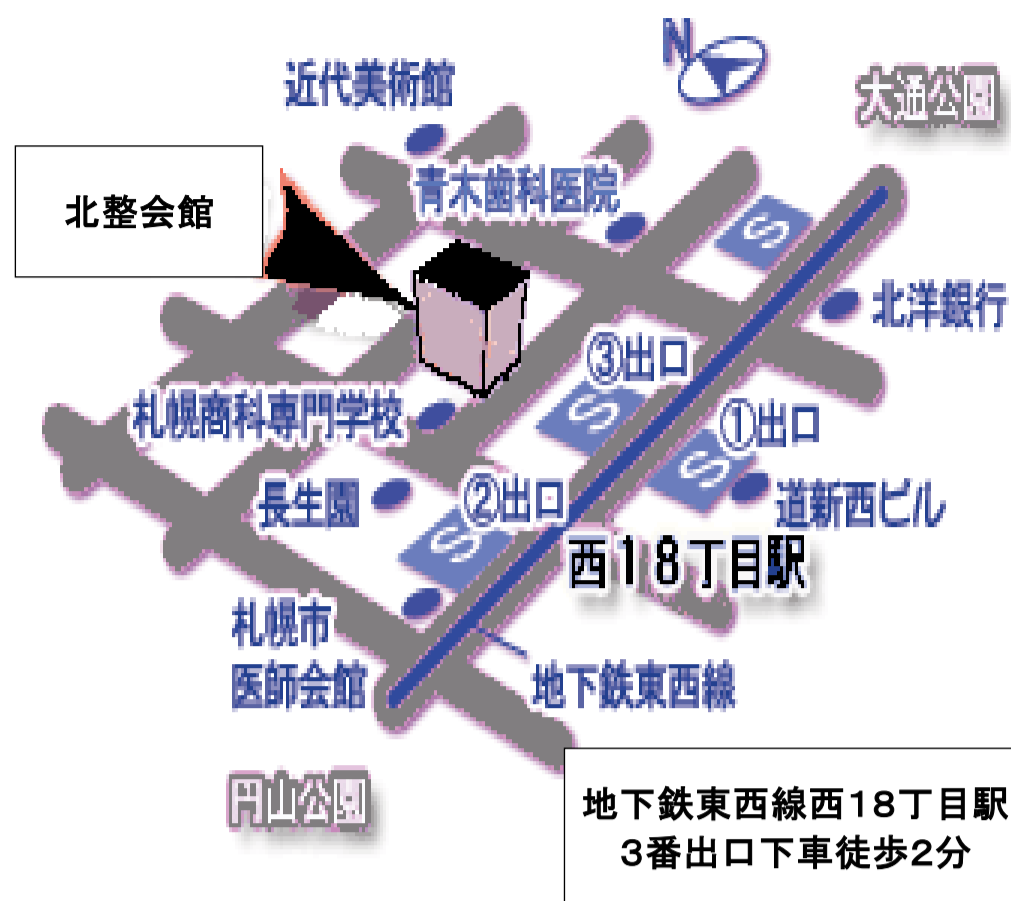 N
近代美術館
大通公園
青木歯科医院
北整会館
S
北洋銀行
③出口
S
①出口
S
札幌商科専門学校
長生園
②出口
S
道新西ビル
西18丁目駅
札幌市
医師会館
地下鉄東西線
円山公園
地下鉄東西線西18丁目駅
3番出口下車徒歩2分